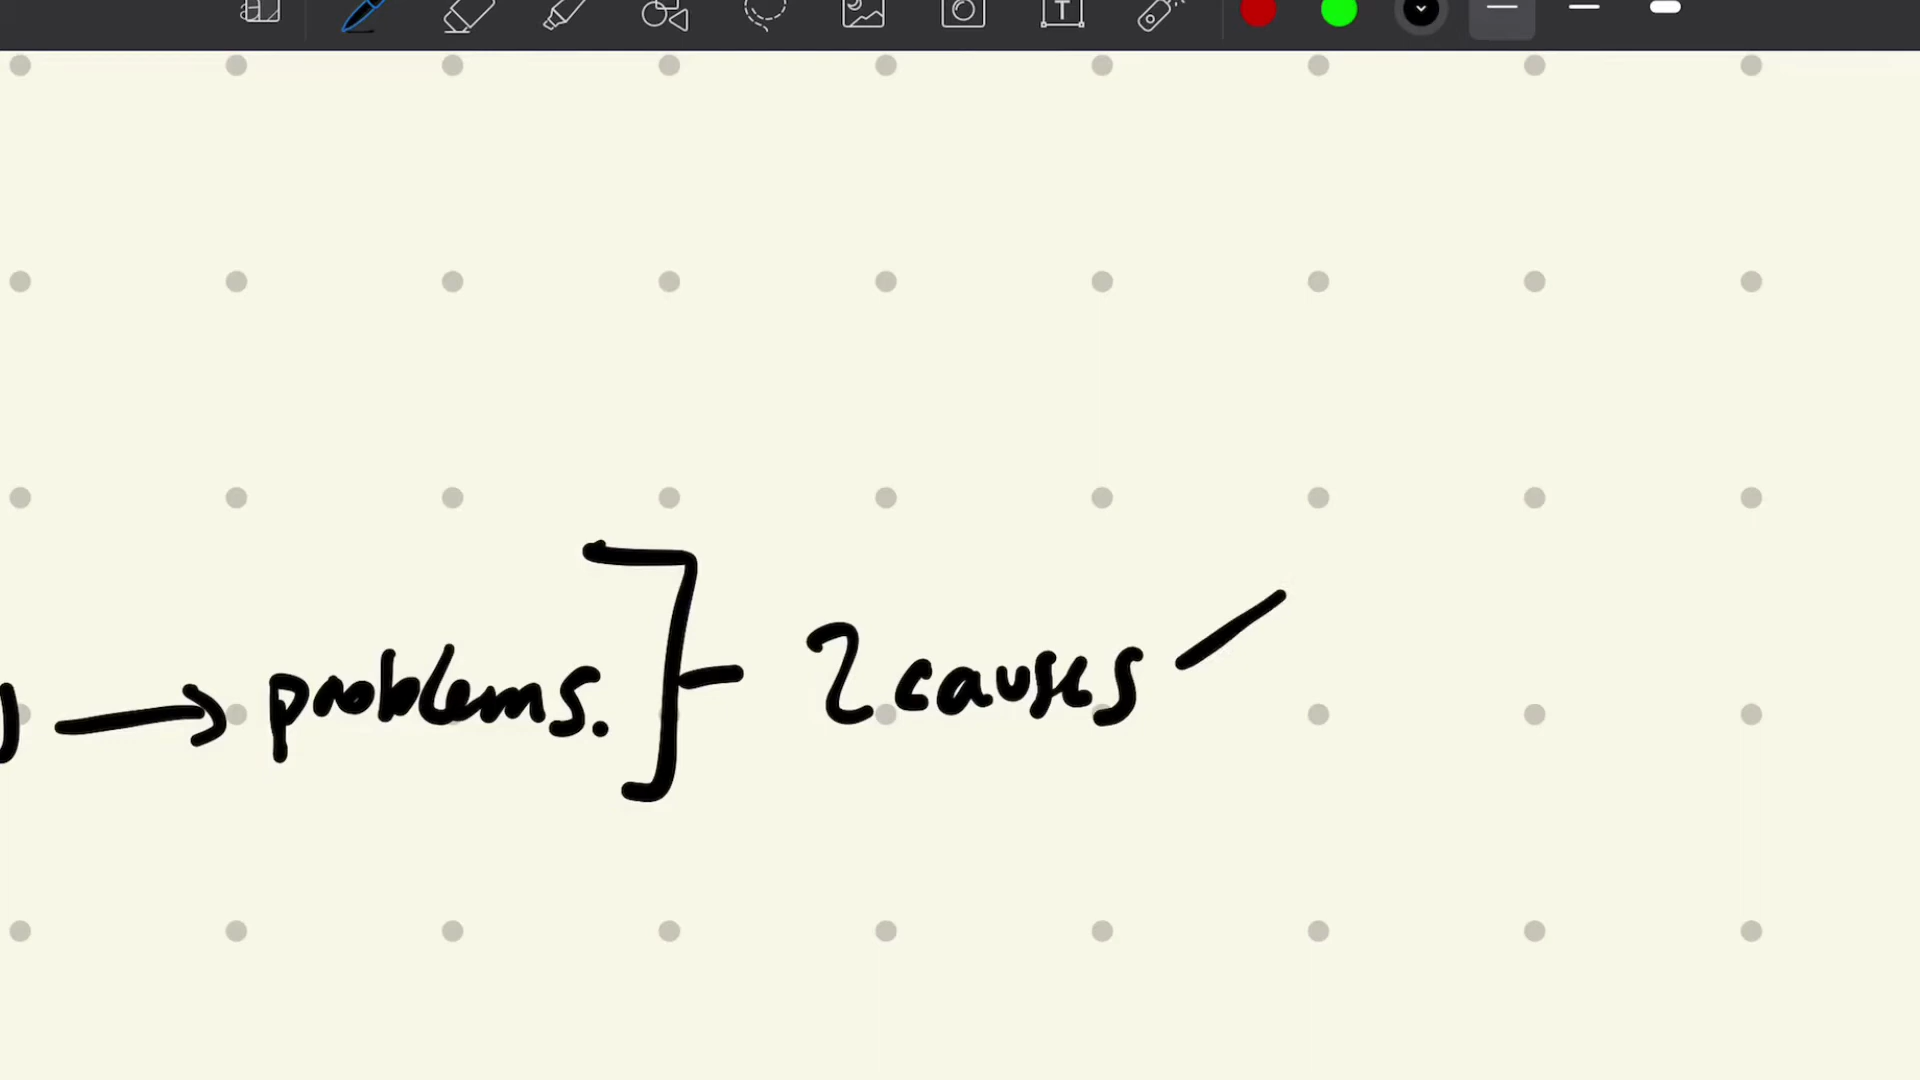 → problems. ] - 2 causes